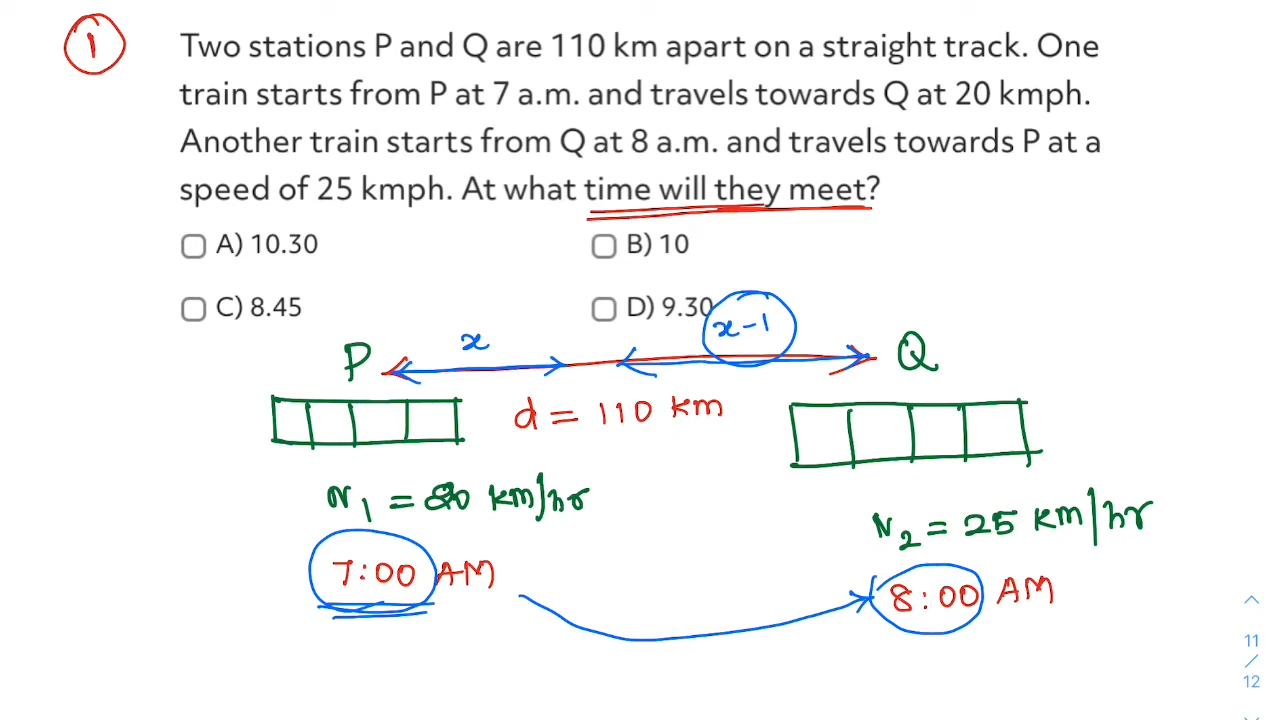 1
Two stations P and Q are 110 km apart on a straight track. One
train starts from P at 7 a.m. and travels towards Q at 20 kmph.
Another train starts from Q at 8 a.m. and travels towards P at a
speed of 25 kmph. At what time will they meet?
A) 10.30 B) 10
C) 8.45 D) 9.30
P x x-1 Q
d = 110 km
v1 = 20 km/hr
v2 = 25 km/hr
7:00 AM 8:00 AM
11
/
12